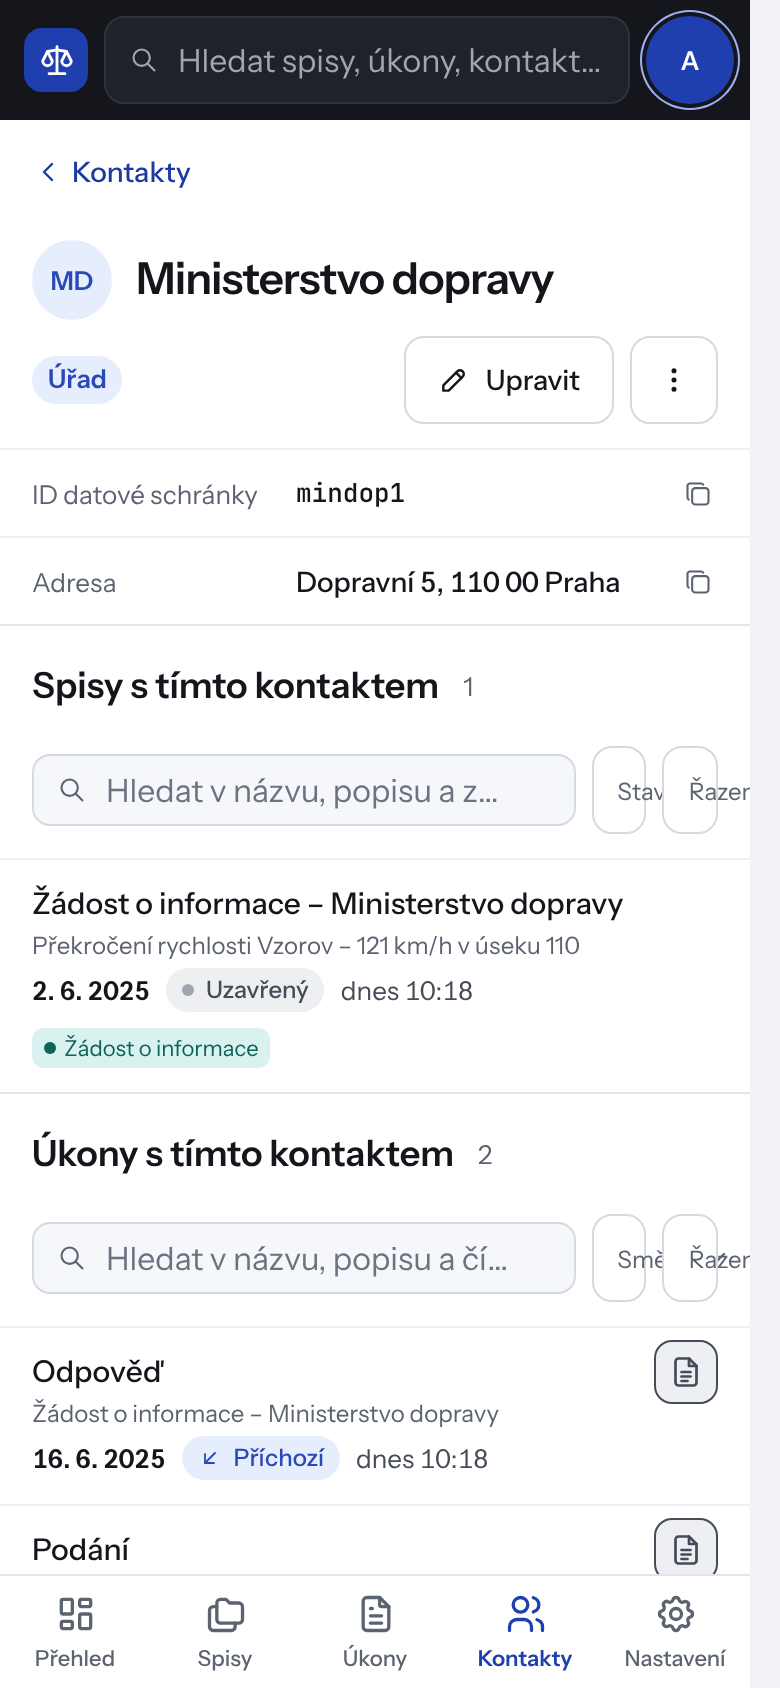 Hledat spisy, úkony, kontakt...
A
Kontakty
MD
Ministerstvo dopravy
Úřad
Upravit
ID datové schránky
mindop1
Adresa
Dopravní 5, 110 00 Praha
Spisy s tímto kontaktem 1
Hledat v názvu, popisu a z...
Stav
Řazen
Žádost o informace – Ministerstvo dopravy
Překročení rychlosti Vzorov – 121 km/h v úseku 110
2. 6. 2025 Uzavřený dnes 10:18
Žádost o informace
Úkony s tímto kontaktem 2
Hledat v názvu, popisu a čí...
Smě
Řazen
Odpověď
Žádost o informace – Ministerstvo dopravy
16. 6. 2025 Příchozí dnes 10:18
Podání
Přehled
Spisy
Úkony
Kontakty
Nastavení